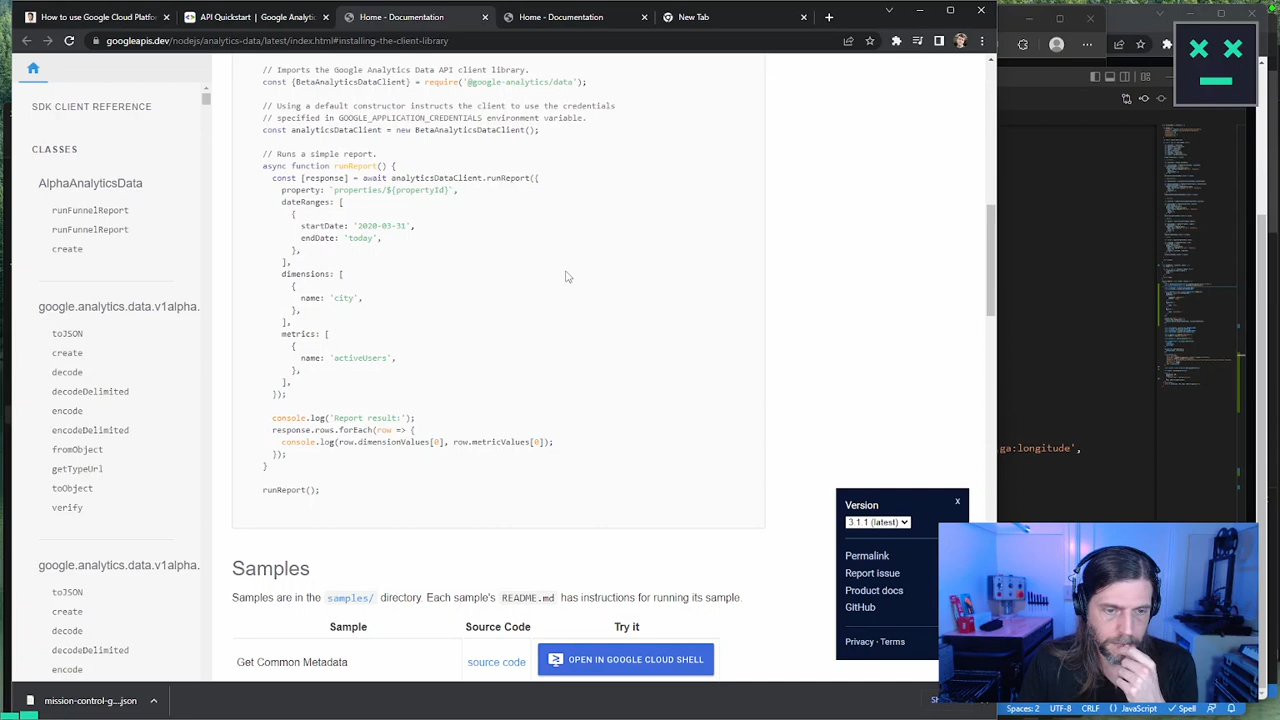 How to use Google Cloud Platfo
API Quickstart | Google Analytic
Home - Documentation
Home - Documentation
New Tab
googleapis.dev/nodejs/analytics-data/latest/index.html#installing-the-client-library
SDK CLIENT REFERENCE
CLASSES
AlphaAnalyticsData
runFunnelReport
runFunnelReport
create
google.analytics.data.v1alpha.
toJSON
create
decode
decodeDelimited
encode
encodeDelimited
fromObject
getTypeUrl
toObject
verify
google.analytics.data.v1alpha.
toJSON
create
decode
decodeDelimited
encode
// Imports the Google Analytics Data API client library.
const {BetaAnalyticsDataClient} = require('@google-analytics/data');
// Using a default constructor instructs the client to use the credentials
// specified in GOOGLE_APPLICATION_CREDENTIALS environment variable.
const analyticsDataClient = new BetaAnalyticsDataClient();
// Runs a simple report.
async function runReport() {
const [response] = await analyticsDataClient.runReport({
property: `properties/${propertyId}`,
dateRanges: [
{
startDate: '2020-03-31',
endDate: 'today',
},
],
dimensions: [
{
name: 'city',
},
],
metrics: [
{
name: 'activeUsers',
},
],
});
console.log('Report result:');
response.rows.forEach(row => {
console.log(row.dimensionValues[0], row.metricValues[0]);
});
}
runReport();
Samples
Samples are in the samples/ directory. Each sample's README.md has instructions for running its sample.
Sample Source Code Try it
Get Common Metadata source code OPEN IN GOOGLE CLOUD SHELL
Version x
3.1.1 (latest)
Permalink
Report issue
Product docs
GitHub
Privacy · Terms
ga:longitude',
mission-control-g....json
Spaces: 2 UTF-8 CRLF {} JavaScript Spell